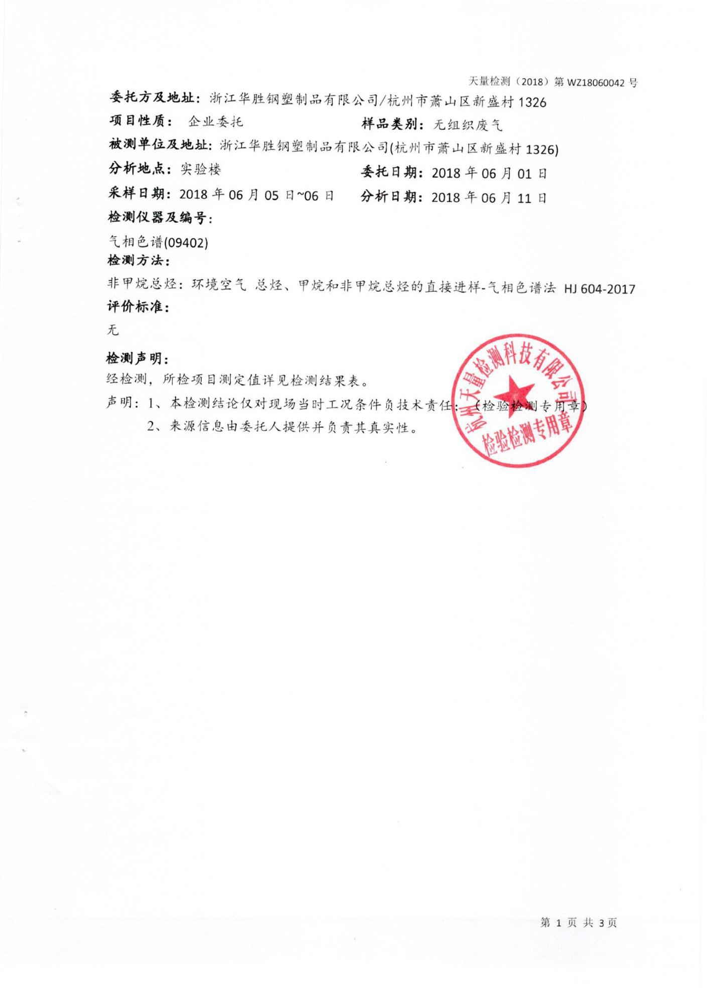 天量检测（2018）第 WZ18060042 号
委托方及地址：浙江华胜钢塑制品有限公司/杭州市萧山区新盛村 1326
项目性质： 企业委托 样品类别：无组织废气
被测单位及地址：浙江华胜钢塑制品有限公司(杭州市萧山区新盛村 1326)
分析地点：实验楼 委托日期：2018 年 06 月 01 日
采样日期：2018 年 06 月 05 日~06 日 分析日期：2018 年 06 月 11 日
检测仪器及编号：
气相色谱(09402)
检测方法：
非甲烷总烃：环境空气 总烃、甲烷和非甲烷总烃的直接进样-气相色谱法 HJ 604-2017
评价标准：
无
检测声明：
经检测，所检项目测定值详见检测结果表。
声明：1、本检测结论仅对现场当时工况条件负技术责任；（检验检测专用章）
2、来源信息由委托人提供并负责其真实性。
杭州天量检测科技有限公司
检验检测专用章
第 1 页 共 3 页